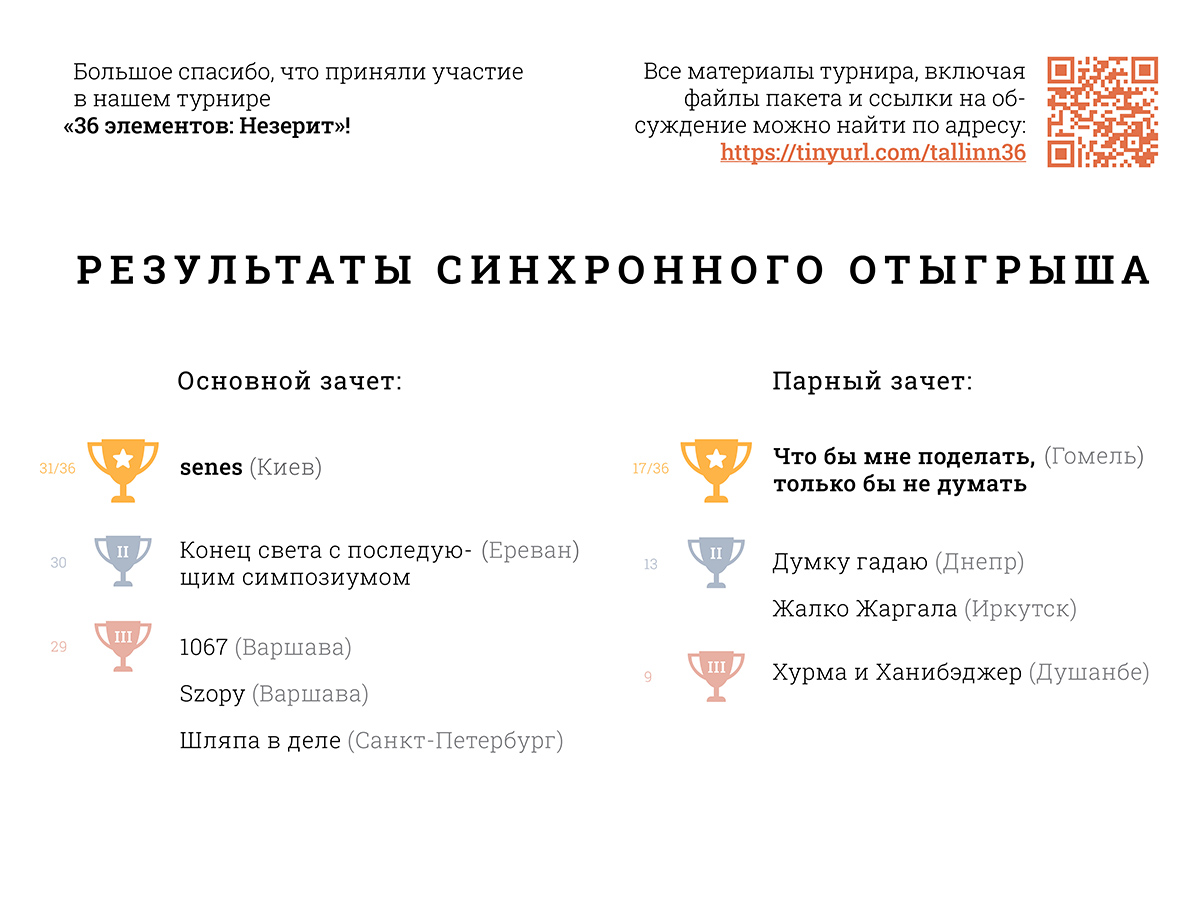 Большое спасибо, что приняли участие
в нашем турнире
«36 элементов: Незерит»!
Все материалы турнира, включая
файлы пакета и ссылки на об-
суждение можно найти по адресу:
https://tinyurl.com/tallinn36
РЕЗУЛЬТАТЫ СИНХРОННОГО ОТЫГРЫША
Основной зачет:
31/36
senes (Киев)
30
II
Конец света с последую- (Ереван)
щим симпозиумом
29
III
1067 (Варшава)
Szopy (Варшава)
Шляпа в деле (Санкт-Петербург)
Парный зачет:
17/36
Что бы мне поделать, (Гомель)
только бы не думать
13
II
Думку гадаю (Днепр)
Жалко Жаргала (Иркутск)
9
III
Хурма и Ханибэджер (Душанбе)